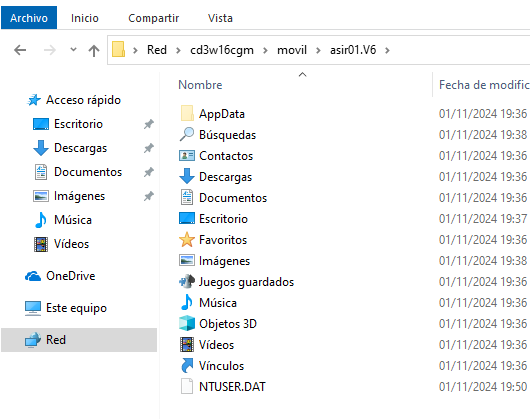 Archivo Inicio Compartir Vista
Red > cd3w16cgm > movil > asir01.V6 >
Nombre Fecha de modific
Acceso rápido
Escritorio
Descargas
Documentos
Imágenes
Música
Vídeos
OneDrive
Este equipo
Red
AppData 01/11/2024 19:36
Búsquedas 01/11/2024 19:38
Contactos 01/11/2024 19:36
Descargas 01/11/2024 19:36
Documentos 01/11/2024 19:36
Escritorio 01/11/2024 19:37
Favoritos 01/11/2024 19:36
Imágenes 01/11/2024 19:38
Juegos guardados 01/11/2024 19:36
Música 01/11/2024 19:36
Objetos 3D 01/11/2024 19:36
Vídeos 01/11/2024 19:36
Vínculos 01/11/2024 19:36
NTUSER.DAT 01/11/2024 19:50